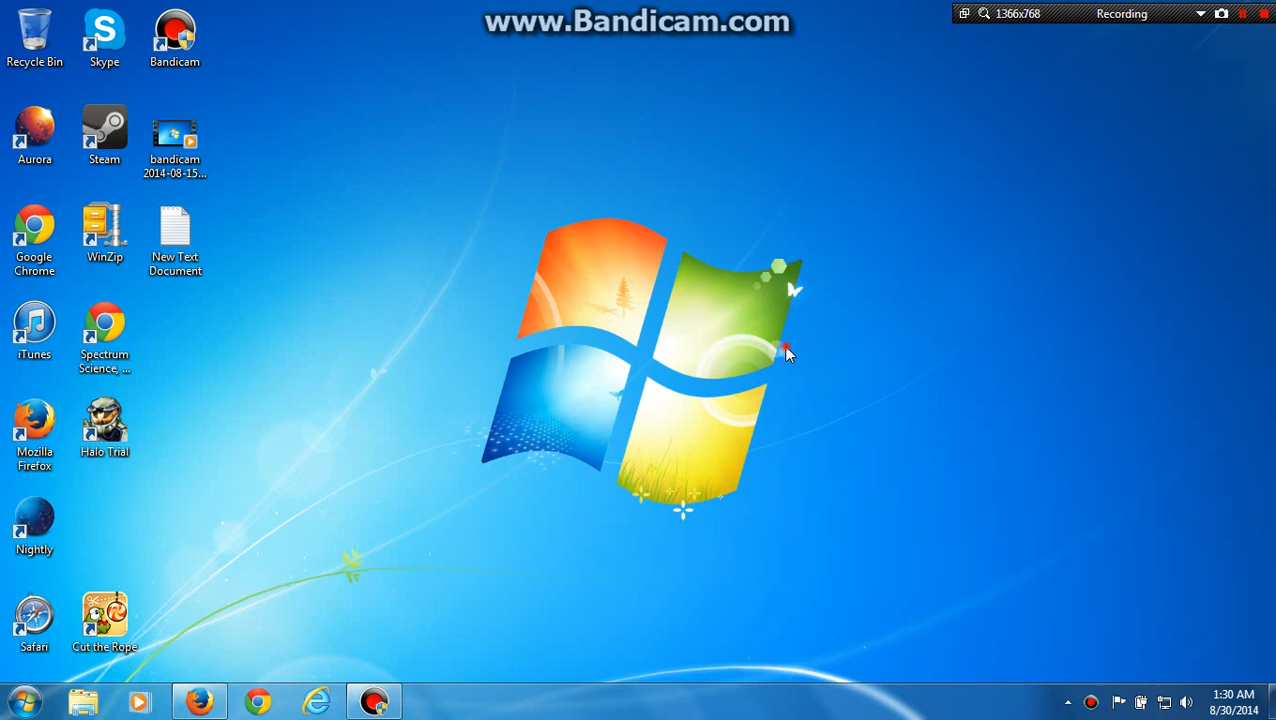 www.Bandicam.com
1366x768
Recording
Recycle Bin
Skype
Bandicam
Aurora
Steam
bandicam
2014-08-15...
Google
Chrome
WinZip
New Text
Document
iTunes
Spectrum
Science, ...
Mozilla
Firefox
Halo Trial
Nightly
Safari
Cut the Rope
1:30 AM
8/30/2014